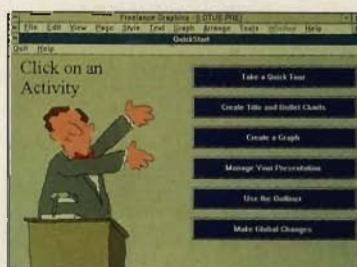 Freelance Graphics - [LOTUS.PRE]
File Edit View Page Style Text Graph Arrange Tools Window Help
QuickStart
Quit Help
Click on an
Activity
Take a Quick Tour
Create Title and Bullet Charts
Create a Graph
Manage Your Presentation
Use the Outliner
Make Global Changes